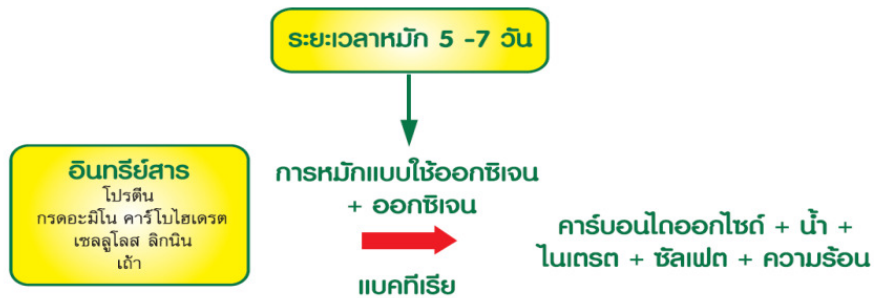 ระยะเวลาหมัก 5 -7 วัน
อินทรีย์สาร
โปรตีน
กรดอะมิโน คาร์โบไฮเดรต
เซลลูโลส ลิกนิน
เถ้า
การหมักแบบใช้ออกซิเจน
+ ออกซิเจน
แบคทีเรีย
คาร์บอนไดออกไซด์ + น้ำ +
ไนเตรต + ซัลเฟต + ความร้อน